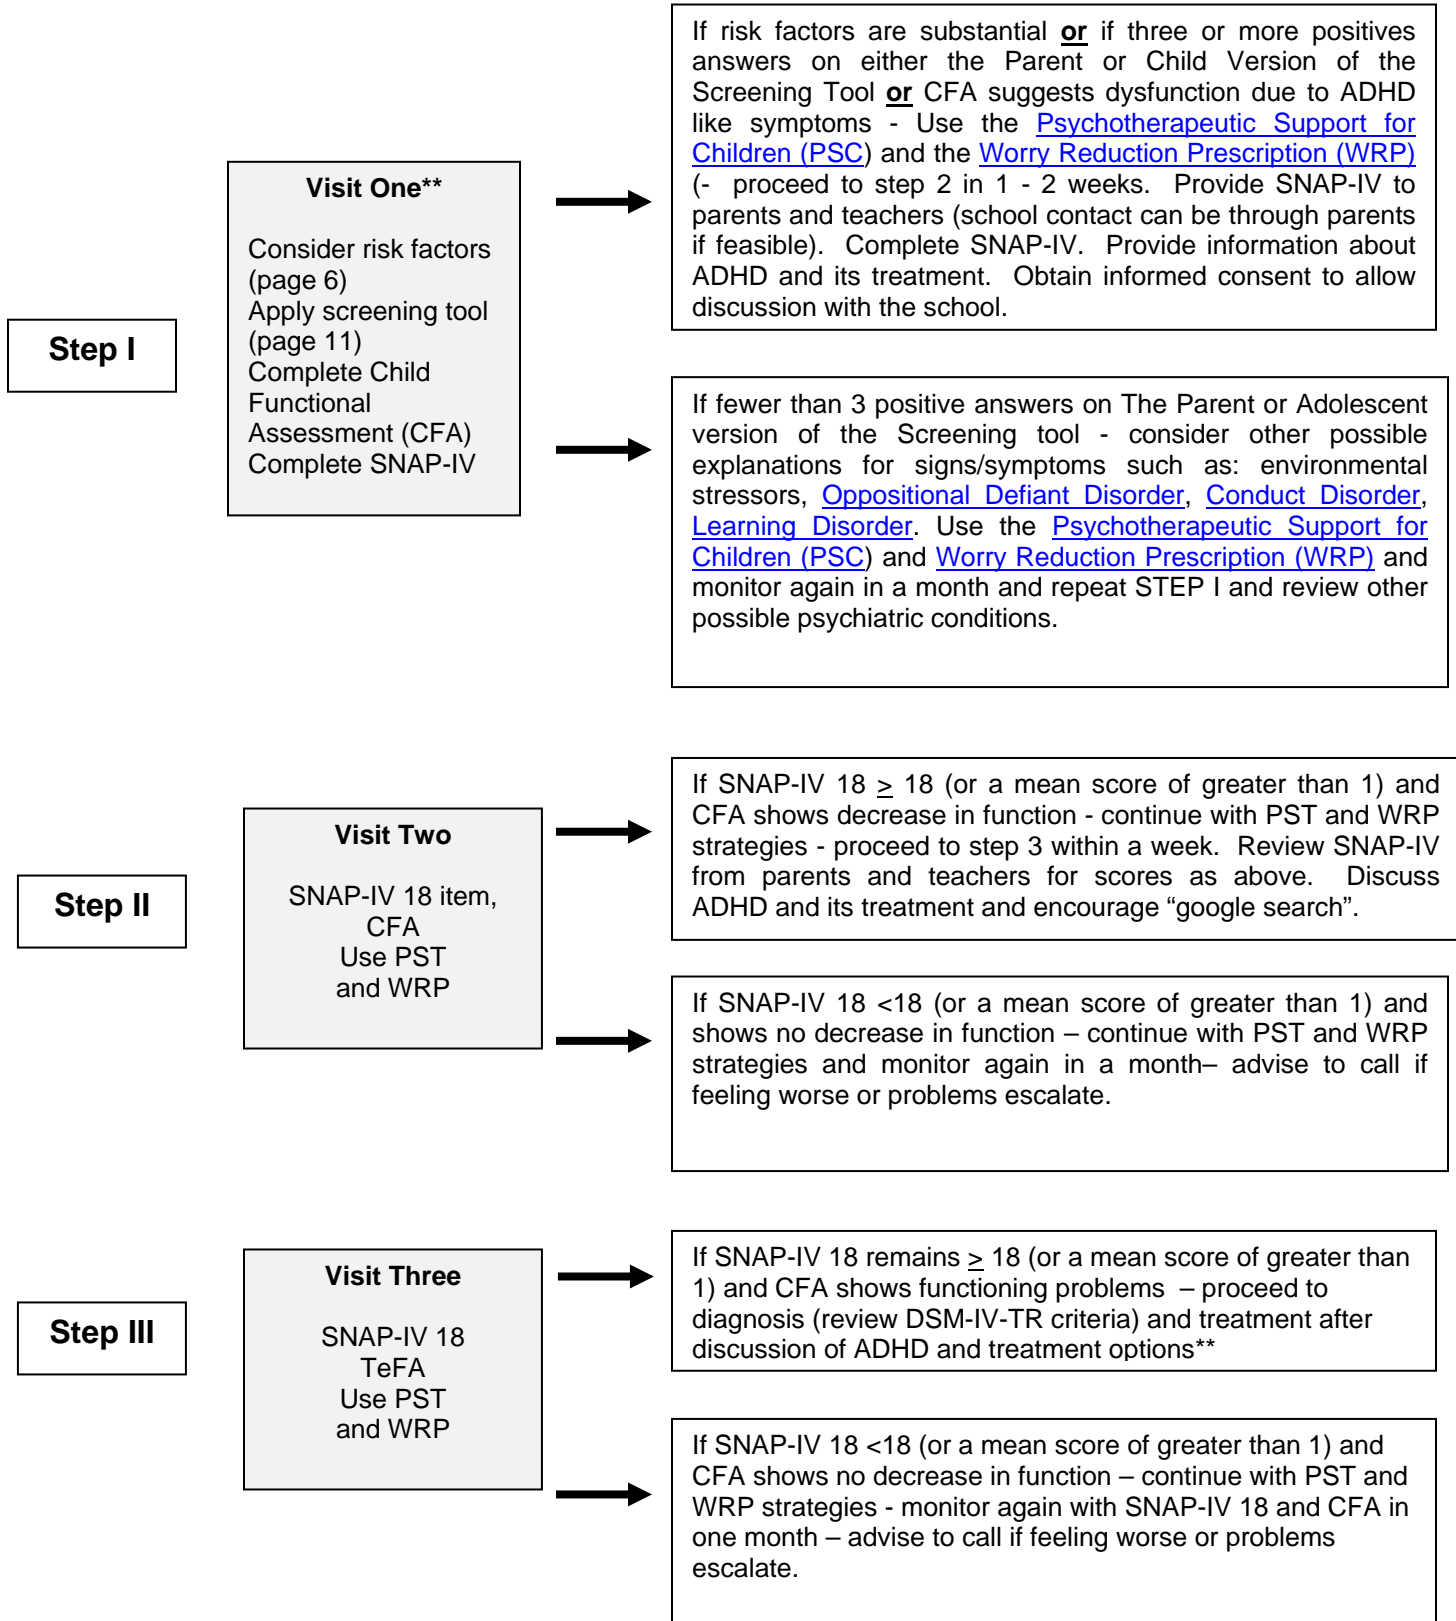 Step I
Visit One**
Consider risk factors
(page 6)
Apply screening tool
(page 11)
Complete Child
Functional
Assessment (CFA)
Complete SNAP-IV
If risk factors are substantial or if three or more positives
answers on either the Parent or Child Version of the
Screening Tool or CFA suggests dysfunction due to ADHD
like symptoms - Use the Psychotherapeutic Support for
Children (PSC) and the Worry Reduction Prescription (WRP)
(- proceed to step 2 in 1 - 2 weeks. Provide SNAP-IV to
parents and teachers (school contact can be through parents
if feasible). Complete SNAP-IV. Provide information about
ADHD and its treatment. Obtain informed consent to allow
discussion with the school.
If fewer than 3 positive answers on The Parent or Adolescent
version of the Screening tool - consider other possible
explanations for signs/symptoms such as: environmental
stressors, Oppositional Defiant Disorder, Conduct Disorder,
Learning Disorder. Use the Psychotherapeutic Support for
Children (PSC) and Worry Reduction Prescription (WRP) and
monitor again in a month and repeat STEP I and review other
possible psychiatric conditions.
Step II
Visit Two
SNAP-IV 18 item,
CFA
Use PST
and WRP
If SNAP-IV 18 ≥ 18 (or a mean score of greater than 1) and
CFA shows decrease in function - continue with PST and WRP
strategies - proceed to step 3 within a week. Review SNAP-IV
from parents and teachers for scores as above. Discuss
ADHD and its treatment and encourage “google search”.
If SNAP-IV 18 <18 (or a mean score of greater than 1) and
shows no decrease in function – continue with PST and WRP
strategies and monitor again in a month– advise to call if
feeling worse or problems escalate.
Step III
Visit Three
SNAP-IV 18
TeFA
Use PST
and WRP
If SNAP-IV 18 remains ≥ 18 (or a mean score of greater than
1) and CFA shows functioning problems – proceed to
diagnosis (review DSM-IV-TR criteria) and treatment after
discussion of ADHD and treatment options**
If SNAP-IV 18 <18 (or a mean score of greater than 1) and
CFA shows no decrease in function – continue with PST and
WRP strategies - monitor again with SNAP-IV 18 and CFA in
one month – advise to call if feeling worse or problems
escalate.